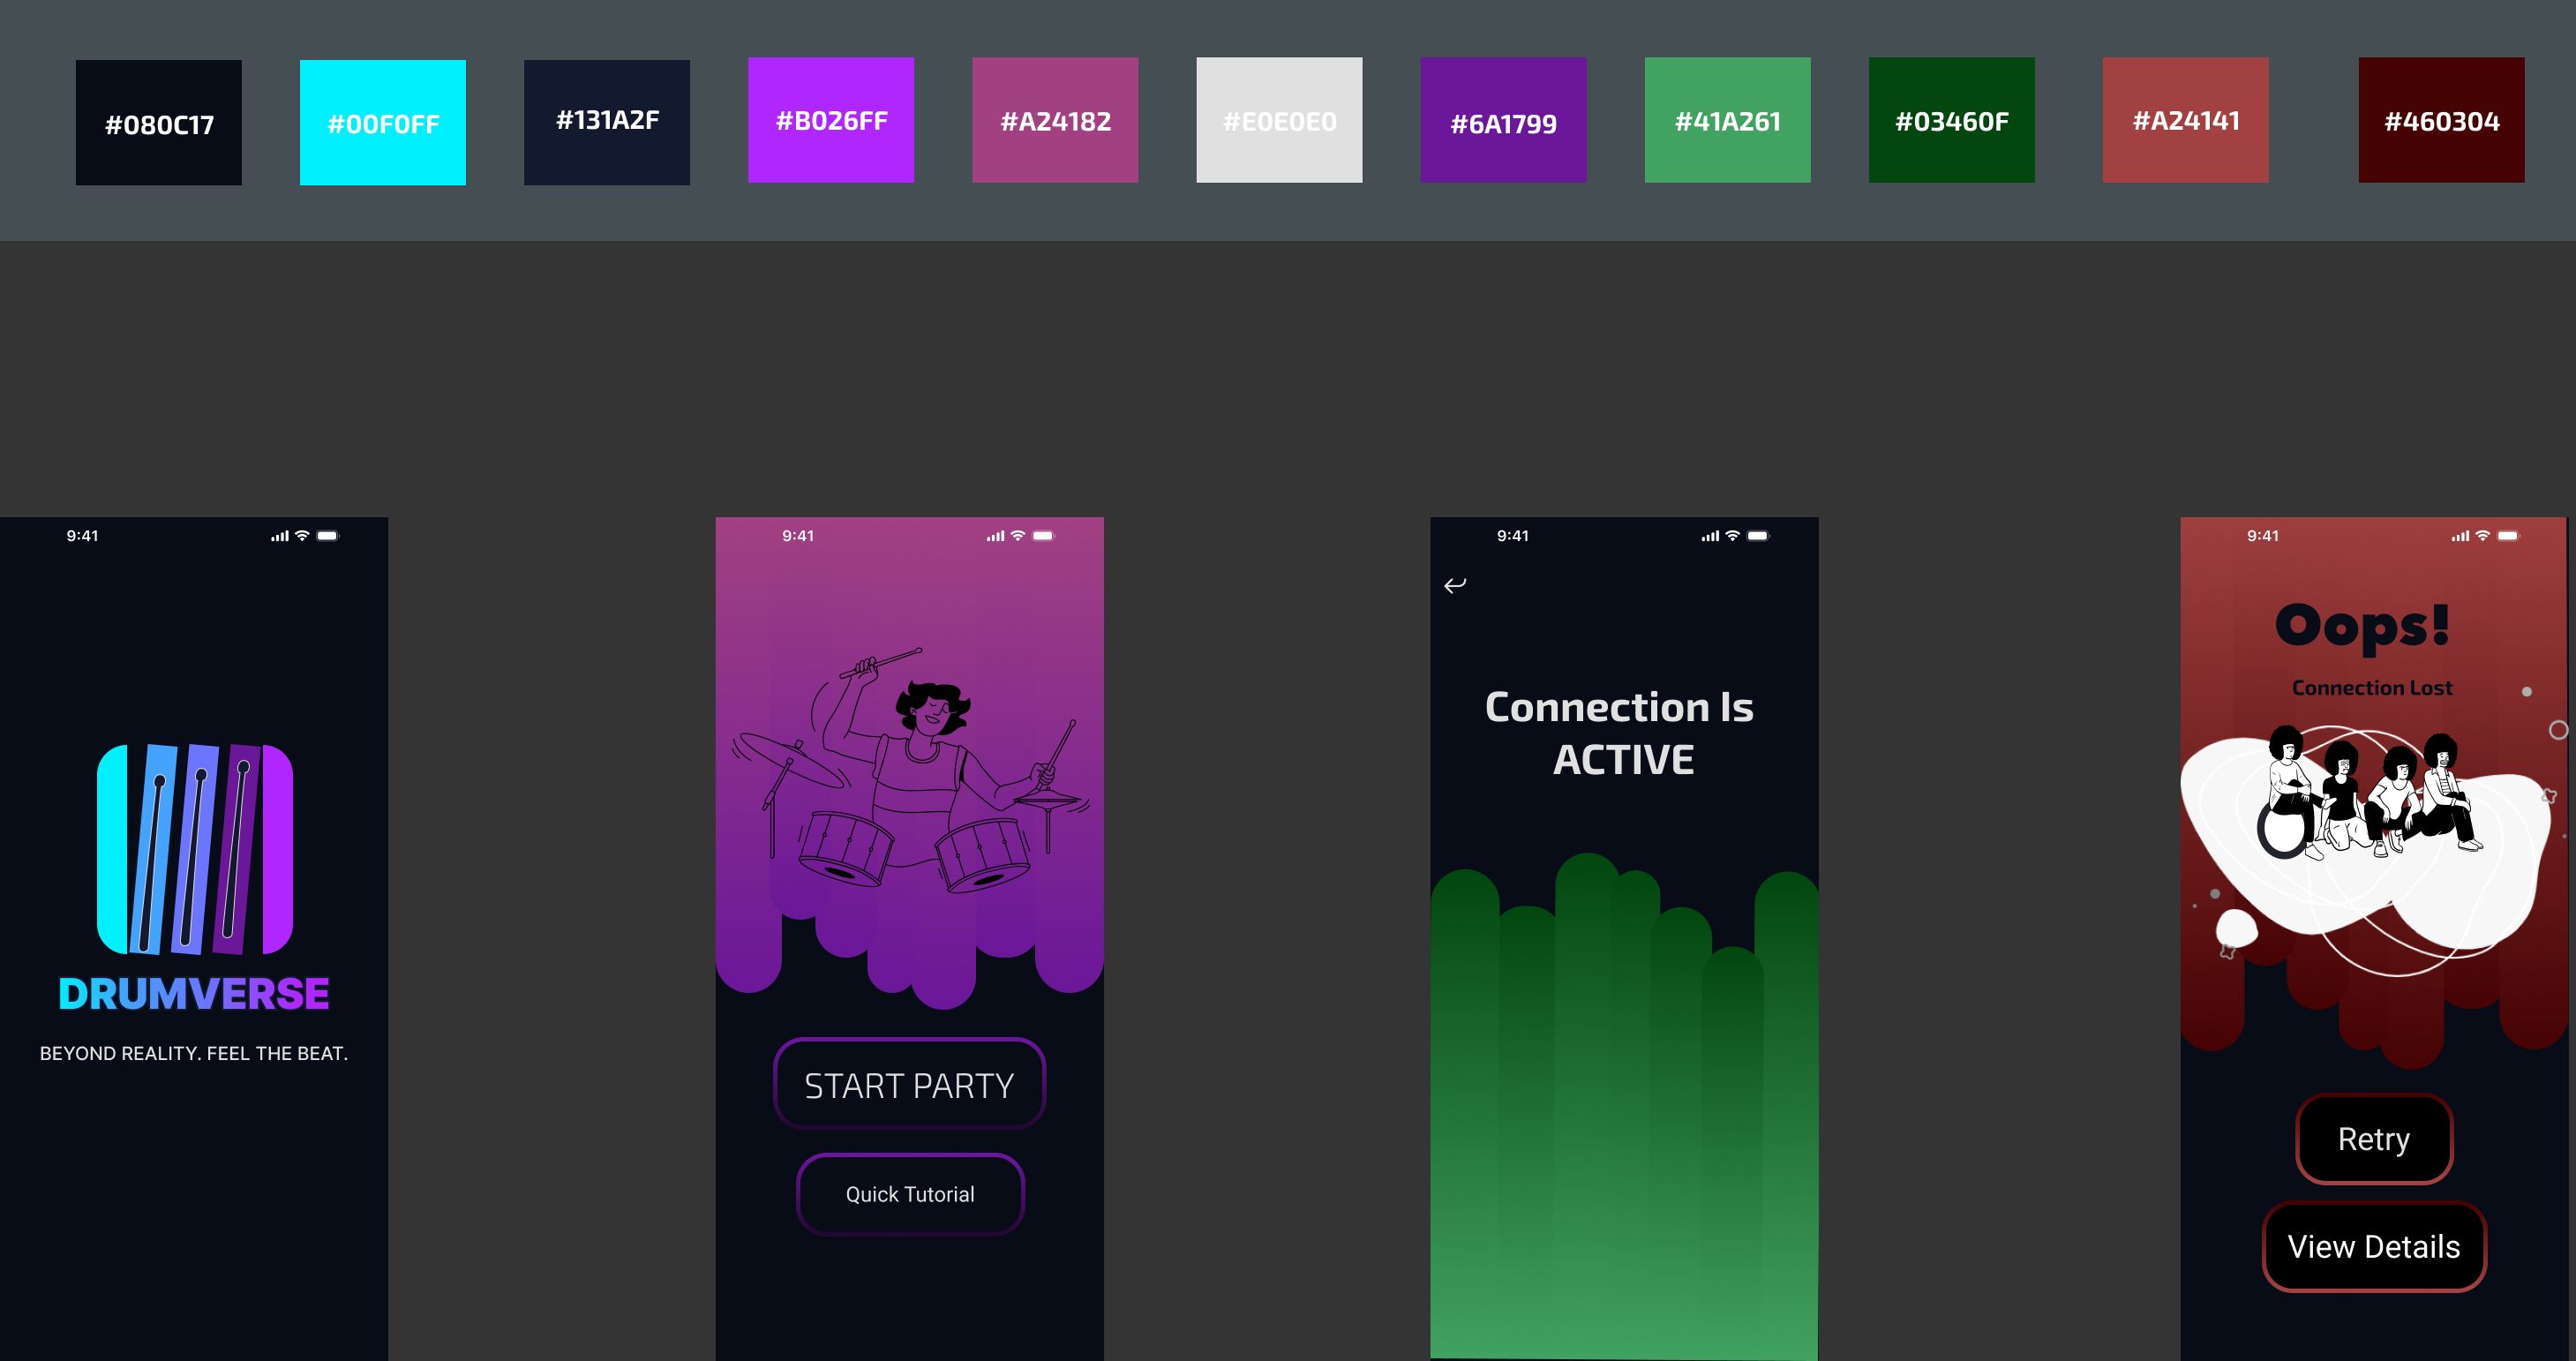 #080C17
#00F0FF
#131A2F
#B026FF
#A24182
#E0E0E0
#6A1799
#41A261
#03460F
#A24141
#460304
9:41
DRUMVERSE
BEYOND REALITY. FEEL THE BEAT.
9:41
START PARTY
Quick Tutorial
9:41
Connection Is
ACTIVE
9:41
Oops!
Connection Lost
Retry
View Details